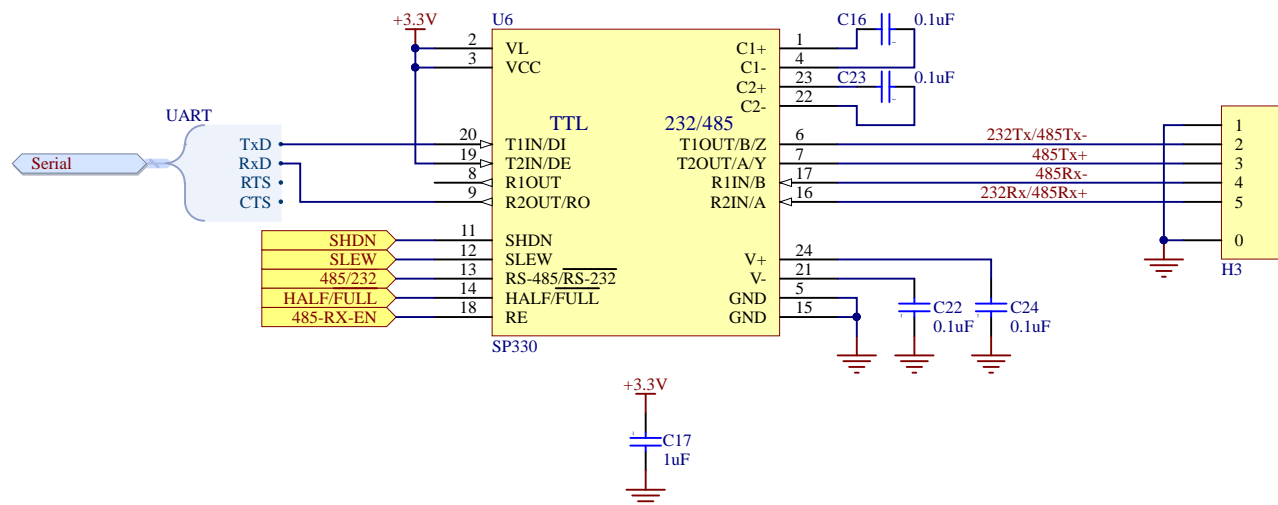 U6
+3.3V
C16 0.1uF
2 VL C1+ 1
3 VCC C1- 4
C2+ 23 C23 0.1uF
C2- 22
UART
TTL 232/485
TxD 20 T1IN/DI T1OUT/B/Z 6 232Tx/485Tx- 1
Serial RxD 19 T2IN/DE T2OUT/A/Y 7 485Tx+ 2
RTS 8 R1OUT R1IN/B 17 485Rx- 3
CTS 9 R2OUT/RO R2IN/A 16 232Rx/485Rx+ 4
5
SHDN 11 SHDN 0
SLEW 12 SLEW V+ 24 H3
485/232 13 RS-485/RS-232 V- 21
HALF/FULL 14 HALF/FULL GND 5 C22 C24
485-RX-EN 18 RE GND 15 0.1uF 0.1uF
SP330
+3.3V
C17
1uF